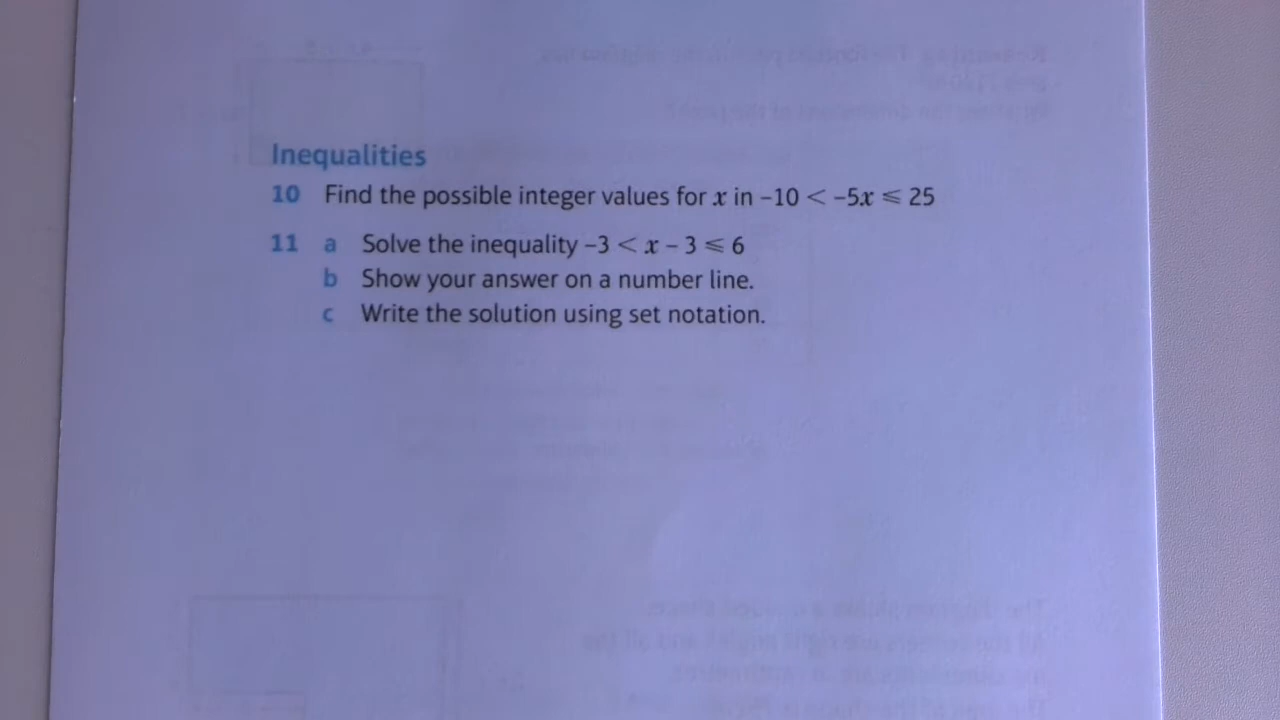 Inequalities
10 Find the possible integer values for x in −10 < −5x ⩽ 25
11 a Solve the inequality −3 < x − 3 ⩽ 6
b Show your answer on a number line.
c Write the solution using set notation.